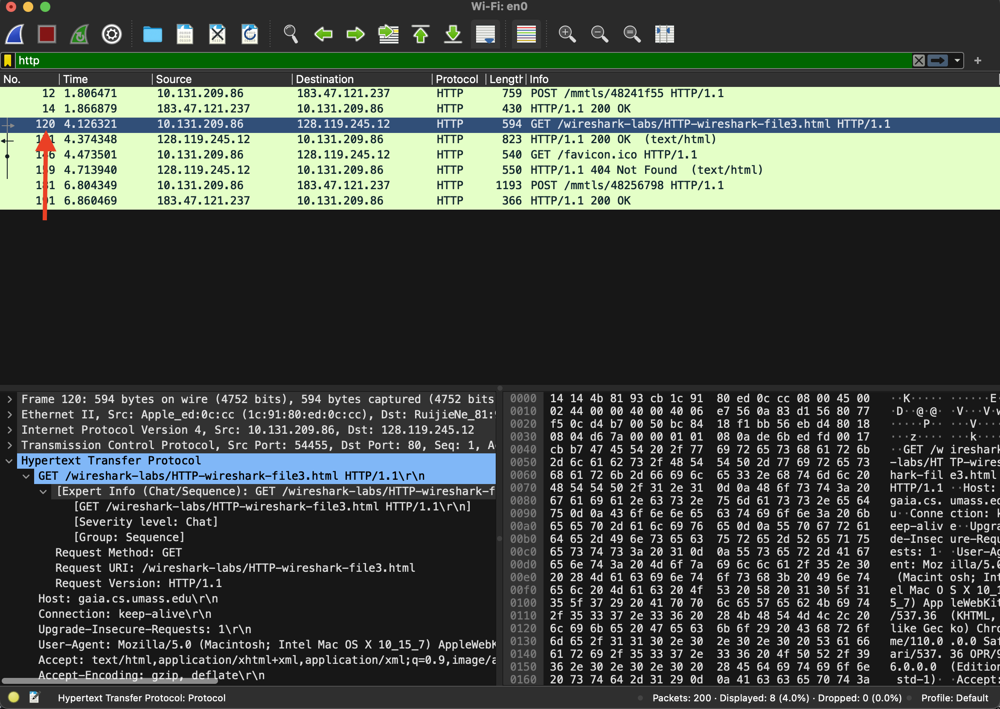 Wi-Fi: en0
http
No. Time Source Destination Protocol Length Info
12 1.806471 10.131.209.86 183.47.121.237 HTTP 759 POST /mmtls/48241f55 HTTP/1.1
14 1.866879 183.47.121.237 10.131.209.86 HTTP 430 HTTP/1.1 200 OK
120 4.126321 10.131.209.86 128.119.245.12 HTTP 594 GET /wireshark-labs/HTTP-wireshark-file3.html HTTP/1.1
4.374348 128.119.245.12 10.131.209.86 HTTP 823 HTTP/1.1 200 OK (text/html)
146 4.473501 10.131.209.86 128.119.245.12 HTTP 540 GET /favicon.ico HTTP/1.1
159 4.713940 128.119.245.12 10.131.209.86 HTTP 550 HTTP/1.1 404 Not Found (text/html)
181 6.804349 10.131.209.86 183.47.121.237 HTTP 1193 POST /mmtls/48256798 HTTP/1.1
191 6.860469 183.47.121.237 10.131.209.86 HTTP 366 HTTP/1.1 200 OK
Frame 120: 594 bytes on wire (4752 bits), 594 bytes captured (4752 bits
Ethernet II, Src: Apple_ed:0c:cc (1c:91:80:ed:0c:cc), Dst: RuijieNe_81:9
Internet Protocol Version 4, Src: 10.131.209.86, Dst: 128.119.245.12
Transmission Control Protocol, Src Port: 54455, Dst Port: 80, Seq: 1, A
Hypertext Transfer Protocol
GET /wireshark-labs/HTTP-wireshark-file3.html HTTP/1.1\r\n
[Expert Info (Chat/Sequence): GET /wireshark-labs/HTTP-wireshark-f
[GET /wireshark-labs/HTTP-wireshark-file3.html HTTP/1.1\r\n]
[Severity level: Chat]
[Group: Sequence]
Request Method: GET
Request URI: /wireshark-labs/HTTP-wireshark-file3.html
Request Version: HTTP/1.1
Host: gaia.cs.umass.edu\r\n
Connection: keep-alive\r\n
Upgrade-Insecure-Requests: 1\r\n
User-Agent: Mozilla/5.0 (Macintosh; Intel Mac OS X 10_15_7) AppleWebK
Accept: text/html,application/xhtml+xml,application/xml;q=0.9,image/a
Accept-Encoding: gzip, deflate\r\n
0000 14 14 4b 81 93 cb 1c 91 80 ed 0c cc 08 00 45 00 ··K····· ······E·
0010 02 44 00 00 40 00 40 06 e7 56 0a 83 d1 56 80 77 ·D··@·@· ·V···V·w
0020 f5 0c d4 b7 00 50 bc 84 18 f1 bb 56 eb d4 80 18 ·····P·· ···V····
0030 08 04 d6 7a 00 00 01 01 08 0a de 6b ed fd 00 17 ···z···· ···k····
0040 cb b7 47 45 54 20 2f 77 69 72 65 73 68 61 72 6b ··GET /w ireshark
0050 2d 6c 61 62 73 2f 48 54 54 50 2d 77 69 72 65 73 -labs/HT TP-wires
0060 68 61 72 6b 2d 66 69 6c 65 33 2e 68 74 6d 6c 20 hark-fil e3.html
0070 48 54 54 50 2f 31 2e 31 0d 0a 48 6f 73 74 3a 20 HTTP/1.1 ··Host:
0080 67 61 69 61 2e 63 73 2e 75 6d 61 73 73 2e 65 64 gaia.cs. umass.ed
0090 75 0d 0a 43 6f 6e 6e 65 63 74 69 6f 6e 3a 20 6b u··Conne ction: k
00a0 65 65 70 2d 61 6c 69 76 65 0d 0a 55 70 67 72 61 eep-aliv e··Upgra
00b0 64 65 2d 49 6e 73 65 63 75 72 65 2d 52 65 71 75 de-Insec ure-Requ
00c0 65 73 74 73 3a 20 31 0d 0a 55 73 65 72 2d 41 67 ests: 1· ·User-Ag
00d0 65 6e 74 3a 20 4d 6f 7a 69 6c 6c 61 2f 35 2e 30 ent: Moz illa/5.0
00e0 20 28 4d 61 63 69 6e 74 6f 73 68 3b 20 49 6e 74 (Macint osh; Int
00f0 65 6c 20 4d 61 63 20 4f 53 20 58 20 31 30 5f 31 el Mac O S X 10_1
0100 35 5f 37 29 20 41 70 70 6c 65 57 65 62 4b 69 74 5_7) App leWebKit
0110 2f 35 33 37 2e 33 36 20 28 4b 48 54 4d 4c 2c 20 /537.36 (KHTML,
0120 6c 69 6b 65 20 47 65 63 6b 6f 29 20 43 68 72 6f like Gec ko) Chro
0130 6d 65 2f 31 31 30 2e 30 2e 30 2e 30 20 53 61 66 me/110.0 .0.0 Saf
0140 61 72 69 2f 35 33 37 2e 33 36 20 4f 50 52 2f 39 ari/537. 36 OPR/9
0150 36 2e 30 2e 30 2e 30 20 28 45 64 69 74 69 6f 6e 6.0.0.0 (Edition
0160 20 73 74 64 2d 31 29 0d 0a 41 63 63 65 70 74 3a std-1)· ·Accept:
Hypertext Transfer Protocol: Protocol
Packets: 200 · Displayed: 8 (4.0%) · Dropped: 0 (0.0%)
Profile: Default